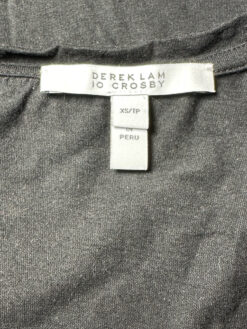 DEREK LAM
10 CROSBY
XS/TP
PERU